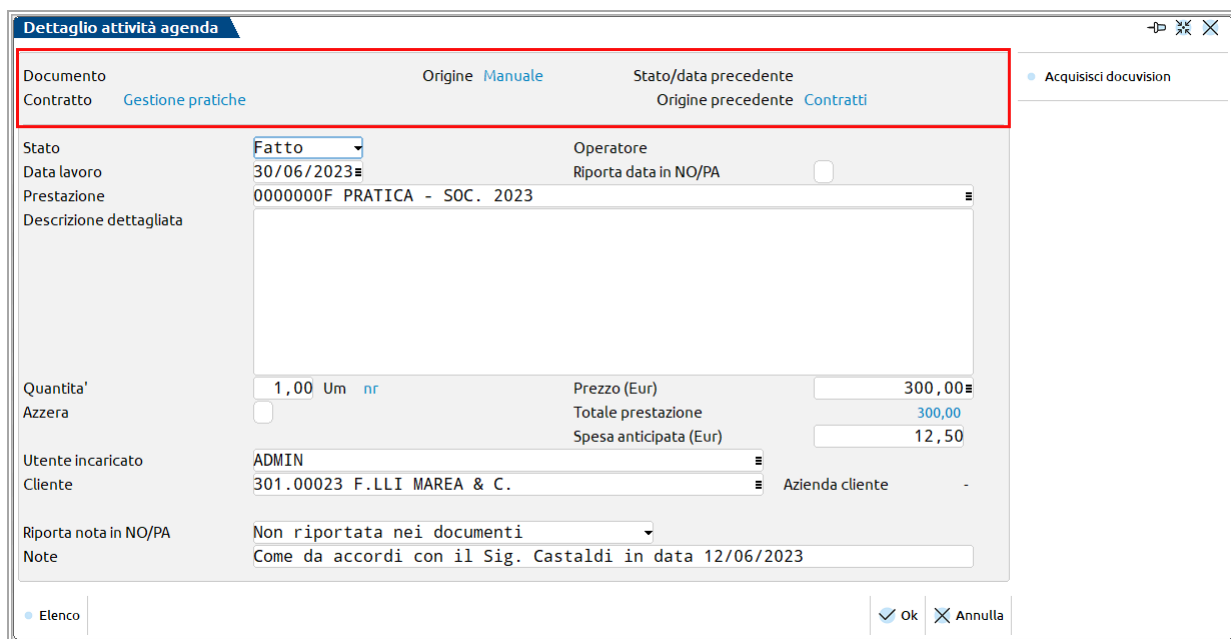 Dettaglio attività agenda
Documento Origine Manuale Stato/data precedente
Contratto Gestione pratiche Origine precedente Contratti
Acquisisci docuvision
Stato Fatto Operatore
Data lavoro 30/06/2023 Riporta data in NO/PA
Prestazione 0000000F PRATICA - SOC. 2023
Descrizione dettagliata
Quantita' 1,00 Um nr Prezzo (Eur) 300,00
Azzera Totale prestazione 300,00
Spesa anticipata (Eur) 12,50
Utente incaricato ADMIN
Cliente 301.00023 F.LLI MAREA & C. Azienda cliente -
Riporta nota in NO/PA Non riportata nei documenti
Note Come da accordi con il Sig. Castaldi in data 12/06/2023
Elenco Ok Annulla